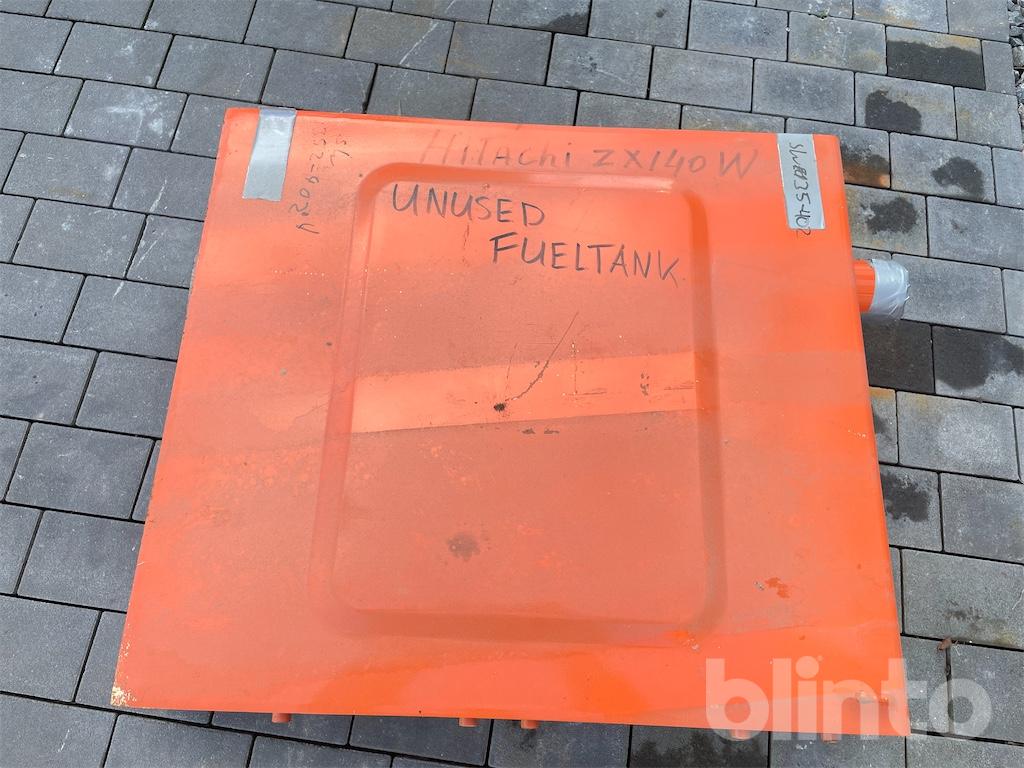 HITACHI ZX140W
UNUSED
FUELTANK
blinto